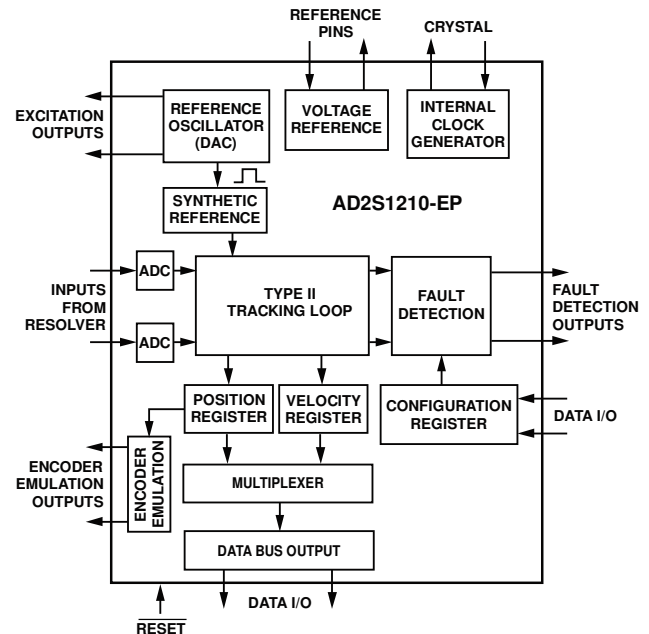 REFERENCE
PINS
CRYSTAL
EXCITATION
OUTPUTS
REFERENCE
OSCILLATOR
(DAC)
VOLTAGE
REFERENCE
INTERNAL
CLOCK
GENERATOR
SYNTHETIC
REFERENCE
AD2S1210-EP
INPUTS
FROM
RESOLVER
ADC
ADC
TYPE II
TRACKING LOOP
FAULT
DETECTION
FAULT
DETECTION
OUTPUTS
POSITION
REGISTER
VELOCITY
REGISTER
CONFIGURATION
REGISTER
DATA I/O
ENCODER
EMULATION
OUTPUTS
ENCODER
EMULATION
MULTIPLEXER
DATA BUS OUTPUT
DATA I/O
RESET